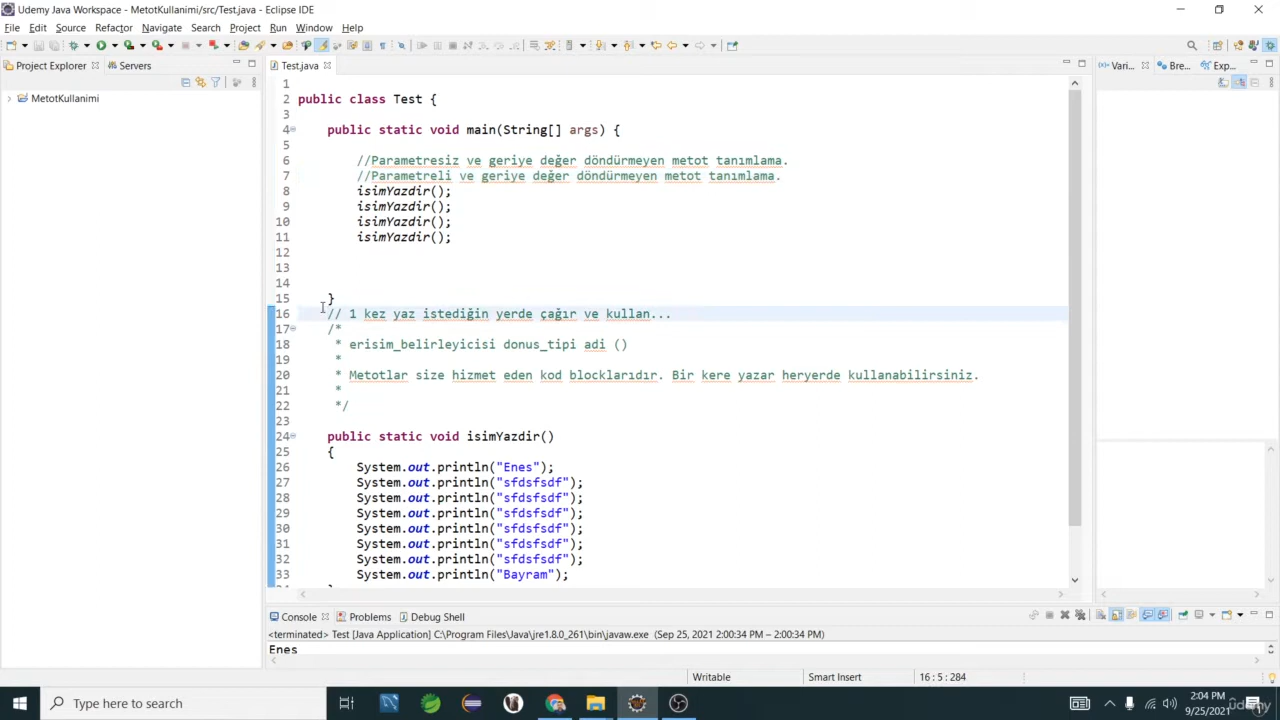 Udemy Java Workspace - MetotKullanimi/src/Test.java - Eclipse IDE
File Edit Source Refactor Navigate Search Project Run Window Help
Project Explorer Servers
Test.java
Vari... Bre... Exp...
MetotKullanimi
1
2 public class Test {
3
4 public static void main(String[] args) {
5
6 //Parametresiz ve geriye değer döndürmeyen metot tanımlama.
7 //Parametreli ve geriye değer döndürmeyen metot tanımlama.
8 isimYazdir();
9 isimYazdir();
10 isimYazdir();
11 isimYazdir();
12
13
14
15 }
16 // 1 kez yaz istediğin yerde çağır ve kullan...
17 /*
18 * erisim_belirleyicisi donus_tipi adi ()
19 *
20 * Metotlar size hizmet eden kod blocklarıdır. Bir kere yazar heryerde kullanabilirsiniz.
21 *
22 */
23
24 public static void isimYazdir()
25 {
26 System.out.println("Enes");
27 System.out.println("sfdsfsdf");
28 System.out.println("sfdsfsdf");
29 System.out.println("sfdsfsdf");
30 System.out.println("sfdsfsdf");
31 System.out.println("sfdsfsdf");
32 System.out.println("sfdsfsdf");
33 System.out.println("Bayram");
Console Problems Debug Shell
<terminated> Test [Java Application] C:\Program Files\Java\jre1.8.0_261\bin\javaw.exe (Sep 25, 2021 2:00:34 PM – 2:00:34 PM)
Enes
Writable Smart Insert 16 : 5 : 284
Type here to search
2:04 PM
9/25/2021
udemy